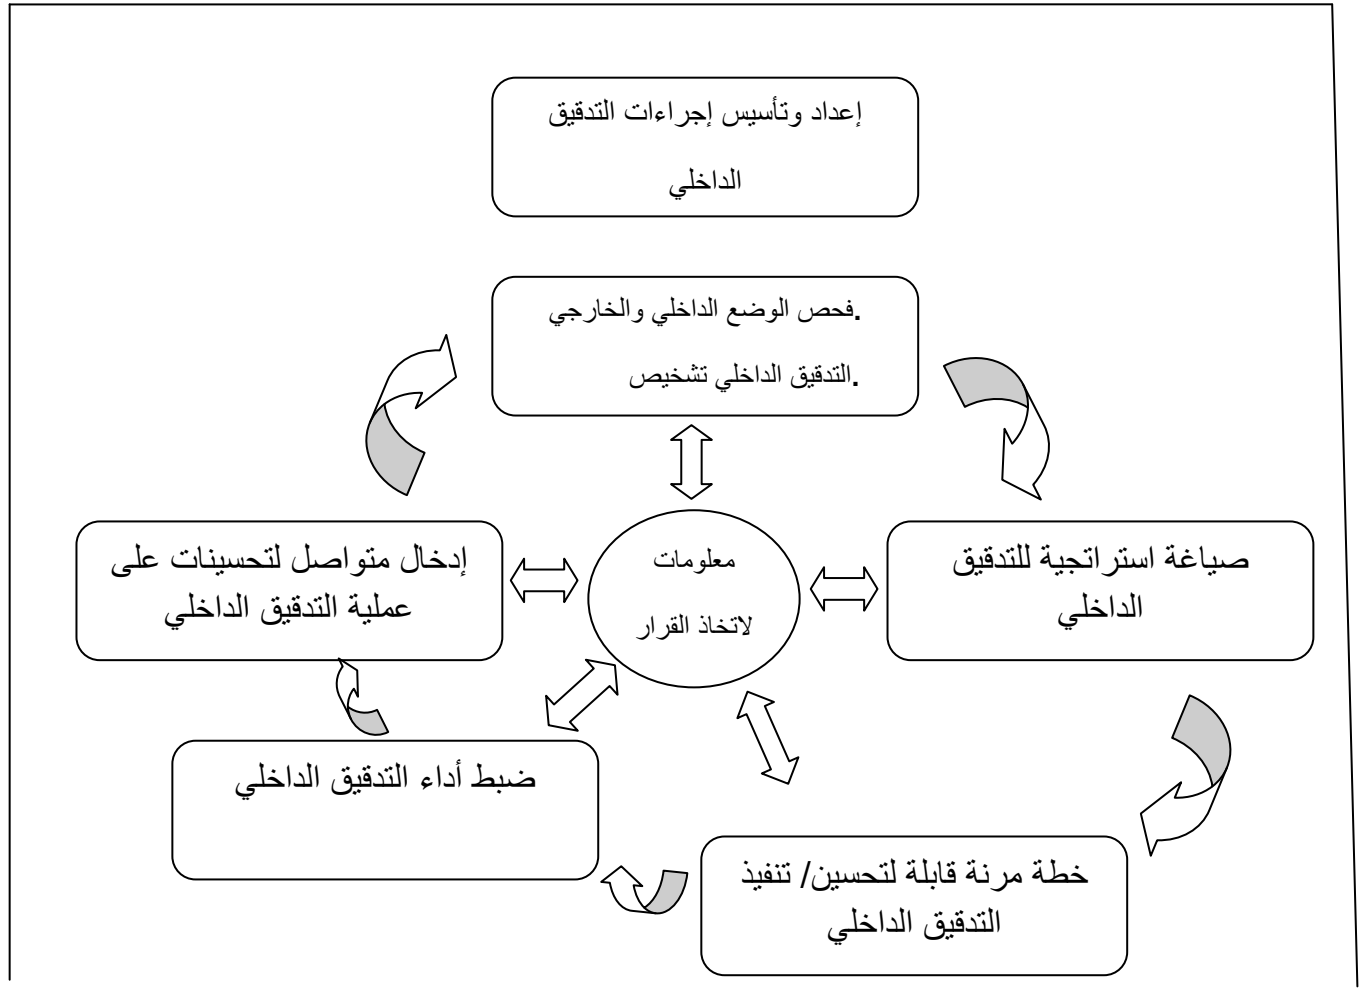 إعداد وتأسيس إجراءات التدقيق
الداخلي
.فحص الوضع الداخلي والخارجي
.التدقيق الداخلي تشخيص
إدخال متواصل لتحسينات على
عملية التدقيق الداخلي
معلومات
لاتخاذ القرار
صياغة استراتجية للتدقيق
الداخلي
ضبط أداء التدقيق الداخلي
خطة مرنة قابلة لتحسين/ تنفيذ
التدقيق الداخلي